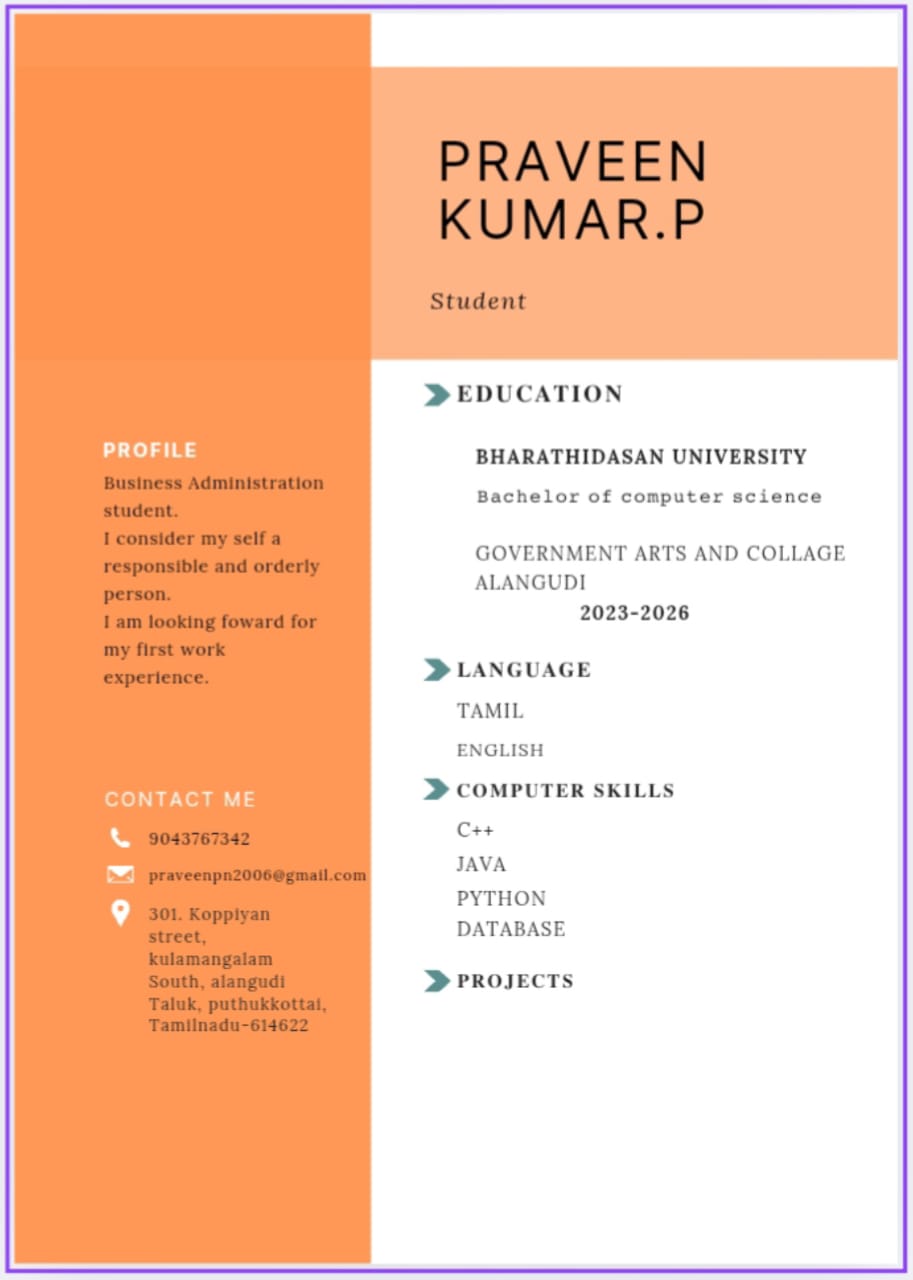 PRAVEEN
KUMAR.P
Student
PROFILE
Business Administration
student.
I consider my self a
responsible and orderly
person.
I am looking foward for
my first work
experience.
CONTACT ME
9043767342
praveenpn2006@gmail.com
301. Koppiyan
street,
kulamangalam
South, alangudi
Taluk, puthukkottai,
Tamilnadu-614622
EDUCATION
BHARATHIDASAN UNIVERSITY
Bachelor of computer science
GOVERNMENT ARTS AND COLLAGE
ALANGUDI
2023-2026
LANGUAGE
TAMIL
ENGLISH
COMPUTER SKILLS
C++
JAVA
PYTHON
DATABASE
PROJECTS